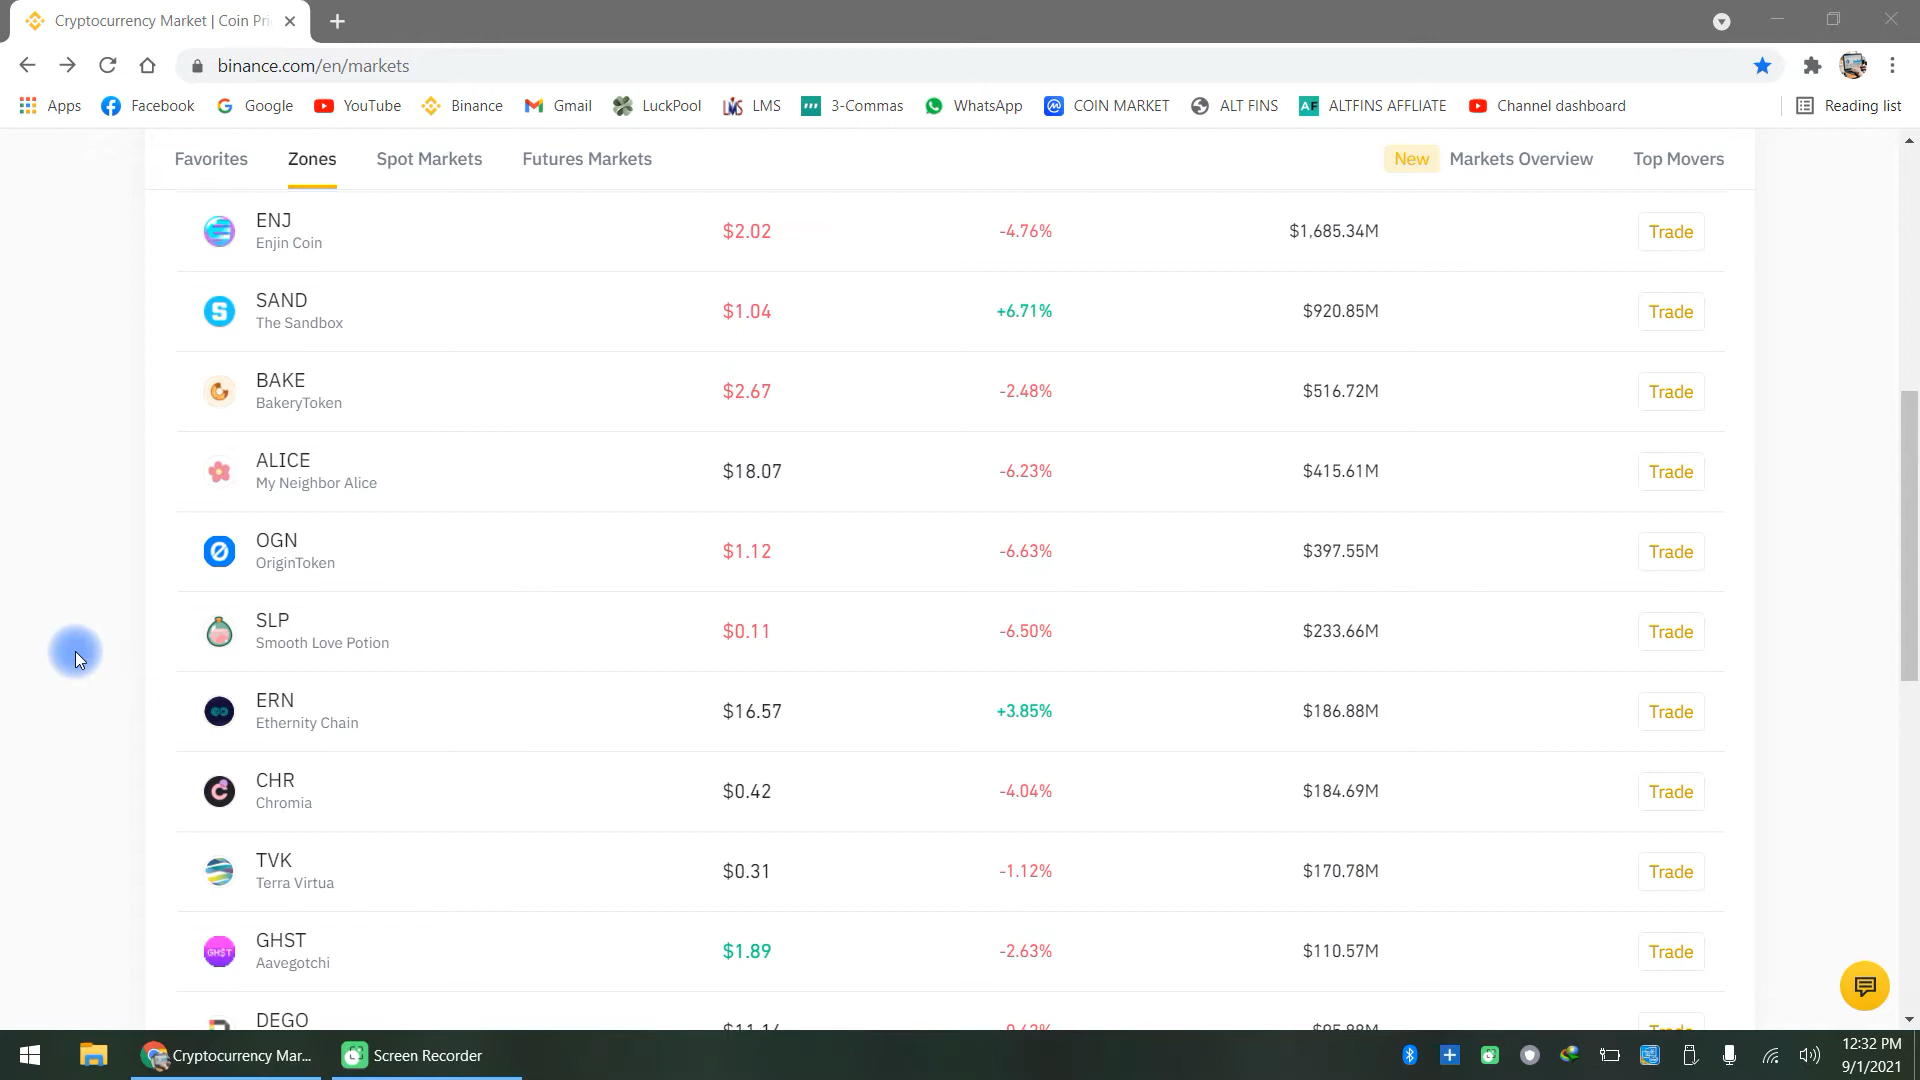 Cryptocurrency Market | Coin Pri
binance.com/en/markets
Apps Facebook Google YouTube Binance Gmail LuckPool LMS 3-Commas WhatsApp COIN MARKET ALT FINS ALTFINS AFFLIATE Channel dashboard Reading list
Favorites Zones Spot Markets Futures Markets New Markets Overview Top Movers
ENJ
Enjin Coin
$2.02 -4.76% $1,685.34M Trade
SAND
The Sandbox
$1.04 +6.71% $920.85M Trade
BAKE
BakeryToken
$2.67 -2.48% $516.72M Trade
ALICE
My Neighbor Alice
$18.07 -6.23% $415.61M Trade
OGN
OriginToken
$1.12 -6.63% $397.55M Trade
SLP
Smooth Love Potion
$0.11 -6.50% $233.66M Trade
ERN
Ethernity Chain
$16.57 +3.85% $186.88M Trade
CHR
Chromia
$0.42 -4.04% $184.69M Trade
TVK
Terra Virtua
$0.31 -1.12% $170.78M Trade
GHST
Aavegotchi
$1.89 -2.63% $110.57M Trade
DEGO
Cryptocurrency Mar... Screen Recorder
12:32 PM
9/1/2021